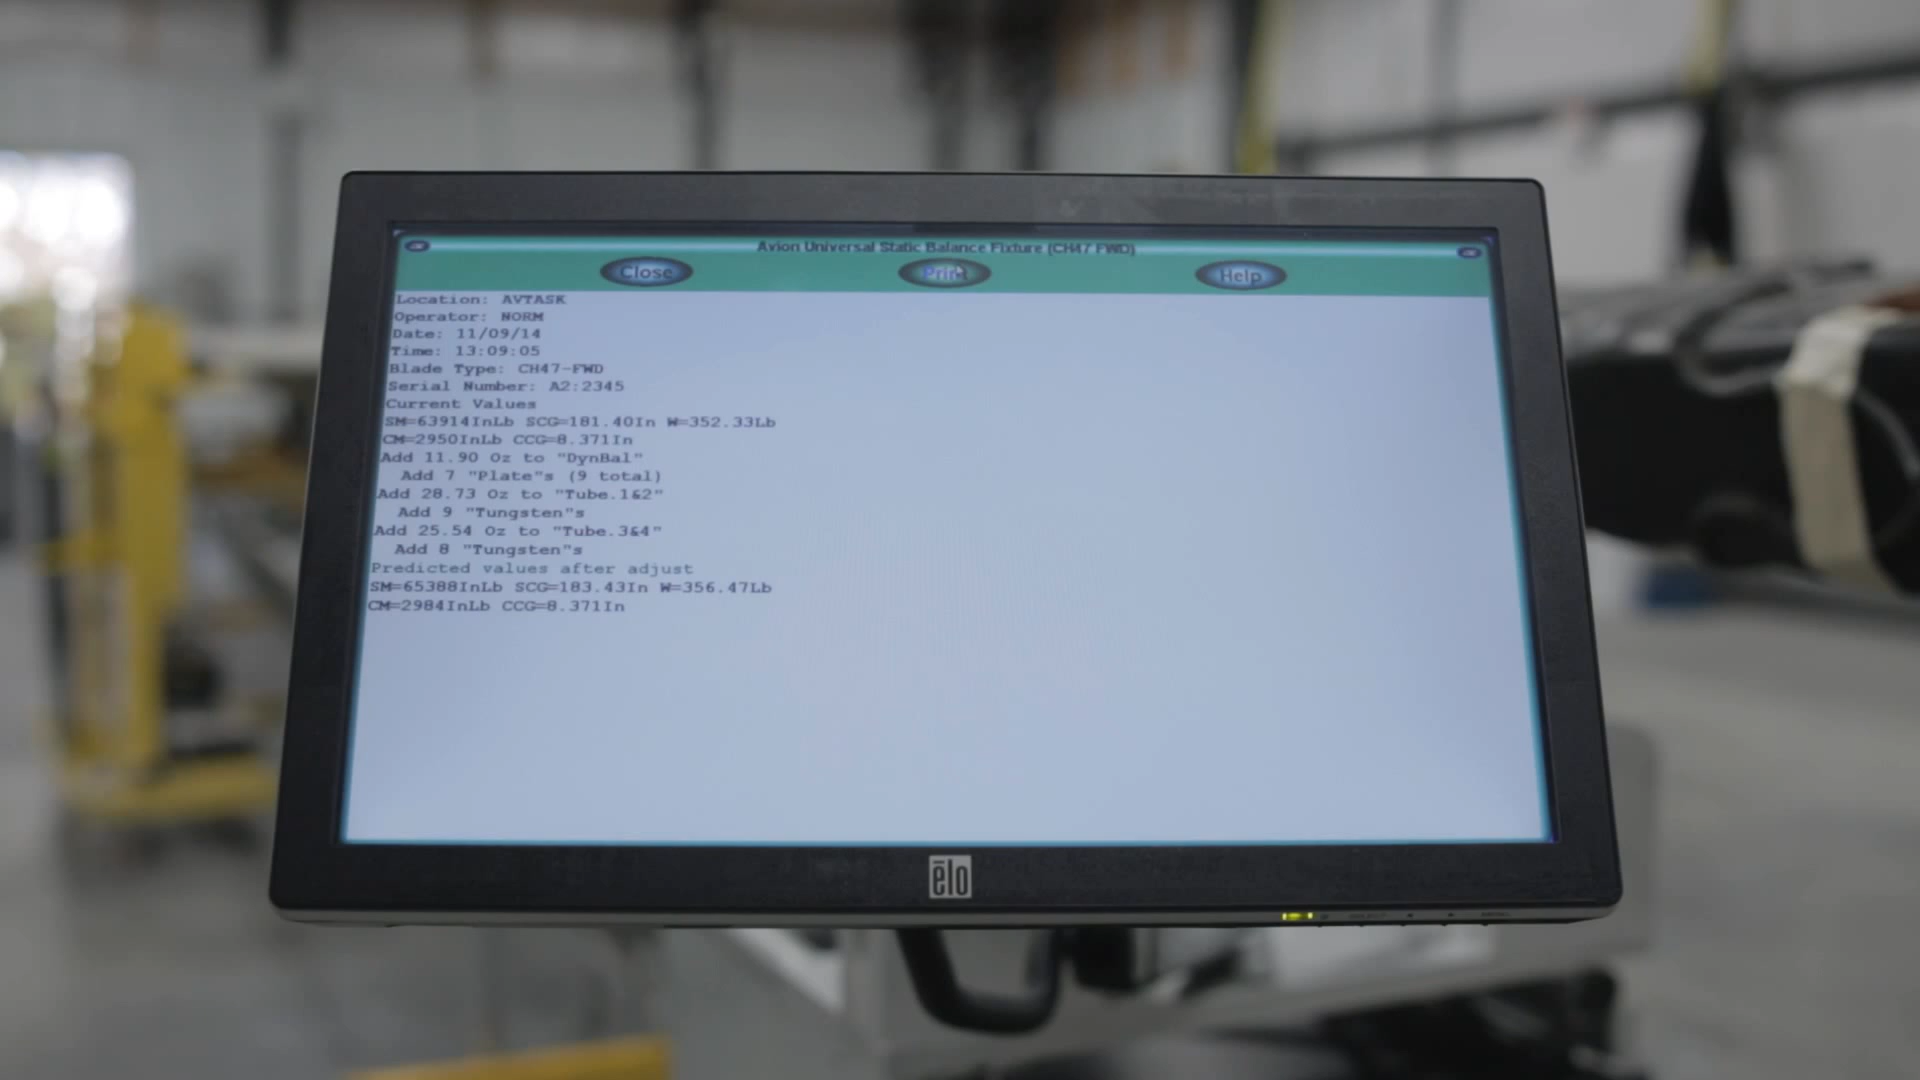 Avion Universal Static Balance Fixture (CH47 FWD)
Close Print Help
Location: AVTASK
Operator: NORM
Date: 11/09/14
Time: 13:09:05
Blade Type: CH47-FWD
Serial Number: A2:2345
Current Values
SM=63914InLb SCG=181.40In W=352.33Lb
CM=2950InLb CCG=8.371In
Add 11.90 Oz to "DynBal"
Add 7 "Plate"s (9 total)
Add 28.73 Oz to "Tube.1&2"
Add 9 "Tungsten"s
Add 25.54 Oz to "Tube.3&4"
Add 8 "Tungsten"s
Predicted values after adjust
SM=65388InLb SCG=183.43In W=356.47Lb
CM=2984InLb CCG=8.371In
ēlo